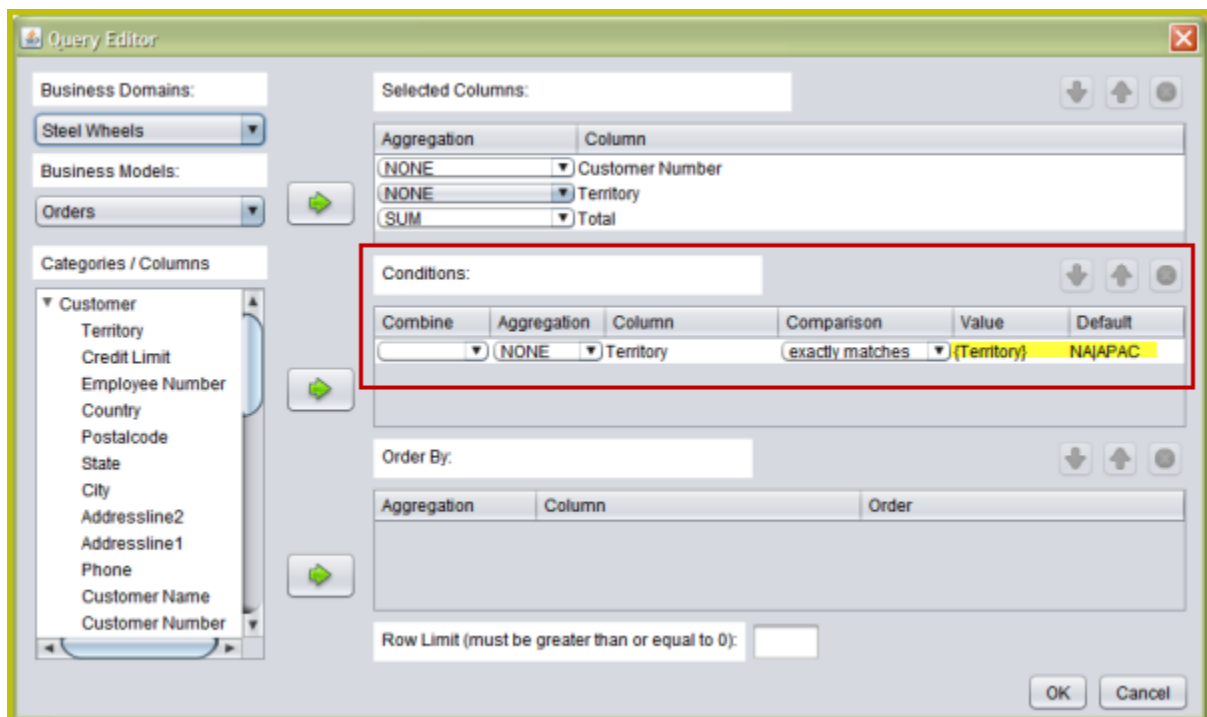 Query Editor
Business Domains:
Steel Wheels
Business Models:
Orders
Categories / Columns
Customer
Territory
Credit Limit
Employee Number
Country
Postalcode
State
City
Addressline2
Addressline1
Phone
Customer Name
Customer Number
Selected Columns:
Aggregation Column
NONE Customer Number
NONE Territory
SUM Total
Conditions:
Combine Aggregation Column Comparison Value Default
NONE Territory exactly matches {Territory} NA|APAC
Order By:
Aggregation Column Order
Row Limit (must be greater than or equal to 0):
OK Cancel